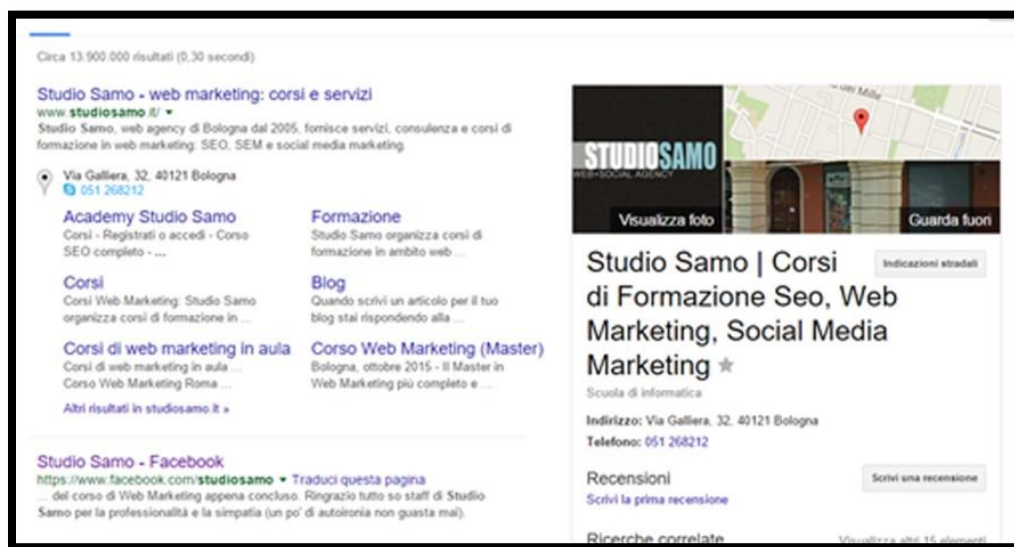 Circa 13.900.000 risultati (0,30 secondi)
Studio Samo - web marketing: corsi e servizi
www.studiosamo.it/
Studio Samo, web agency di Bologna dal 2005, fornisce servizi, consulenza e corsi di
formazione in web marketing: SEO, SEM e social media marketing.
Via Galliera, 32, 40121 Bologna
051 268212
Academy Studio Samo
Corsi - Registrati o accedi - Corso
SEO completo - ...
Formazione
Studio Samo organizza corsi di
formazione in ambito web ...
Corsi
Corsi Web Marketing: Studio Samo
organizza corsi di formazione in ...
Blog
Quando scrivi un articolo per il tuo
blog stai rispondendo alla ...
Corsi di web marketing in aula
Corsi di web marketing in aula ...
Corso Web Marketing Roma ...
Corso Web Marketing (Master)
Bologna, ottobre 2015 - Il Master in
Web Marketing più completo e ...
Altri risultati in studiosamo.it »
Studio Samo - Facebook
https://www.facebook.com/studiosamo Traduci questa pagina
... del corso di Web Marketing appena concluso. Ringrazio tutto so staff di Studio
Samo per la professionalità e la simpatia (un po' di autoironia non guasta mai).
STUDIOSAMO
WEB+SOCIAL AGENCY
dei Mille
Visualizza foto
Guarda fuori
Studio Samo | Corsi
di Formazione Seo, Web
Marketing, Social Media
Marketing
Indicazioni stradali
Scuola di informatica
Indirizzo: Via Galliera, 32, 40121 Bologna
Telefono: 051 268212
Recensioni
Scrivi una recensione
Scrivi la prima recensione
Ricerche correlate
Visualizza altri 15 elementi